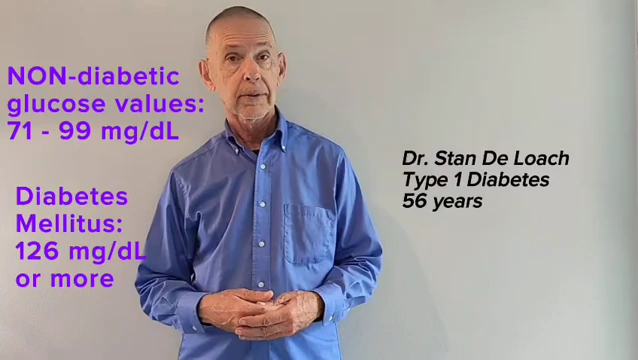 NON-diabetic
glucose values:
71 - 99 mg/dL
Diabetes
Mellitus:
126 mg/dL
or more
Dr. Stan De Loach
Type 1 Diabetes
56 years